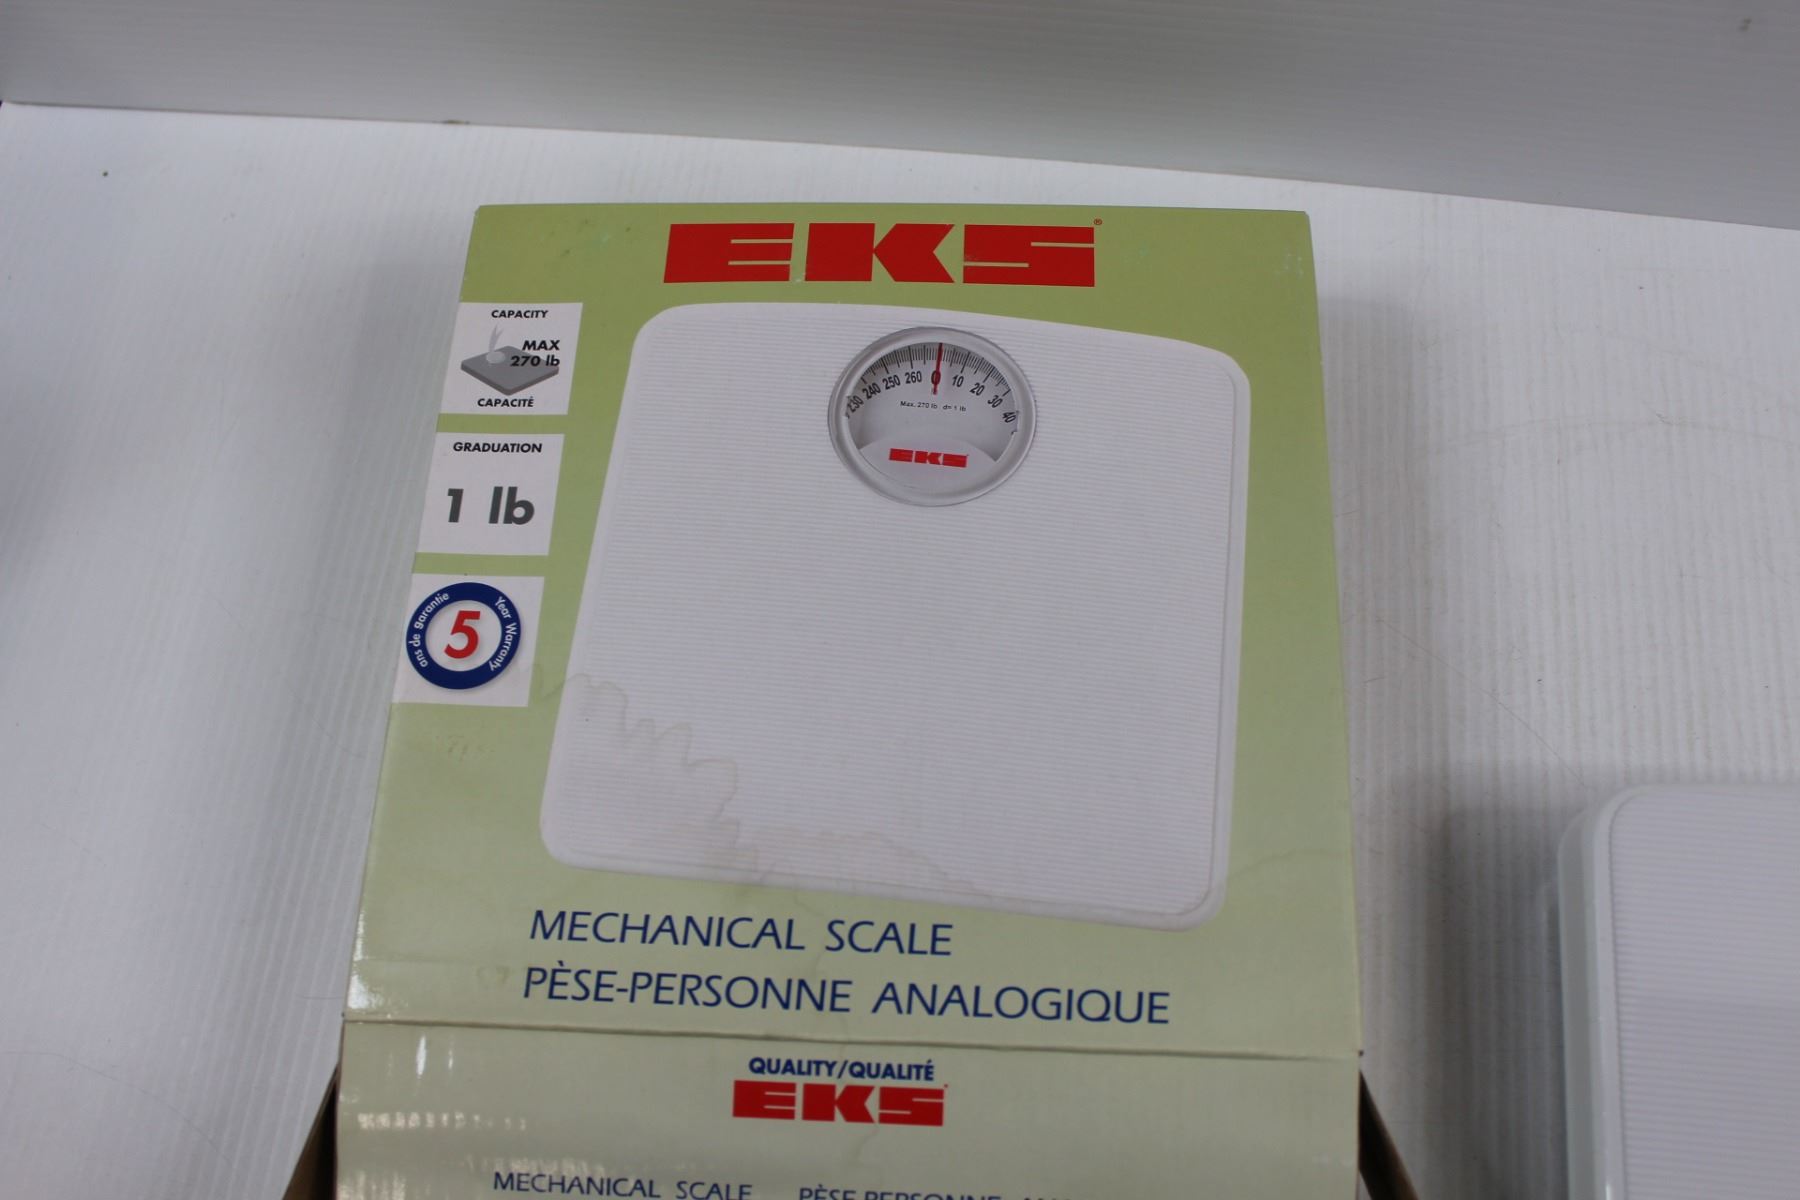 EKS®
CAPACITY
MAX
270 lb
CAPACITÉ
230 240 250 260 0 10 20 30 40
Max. 270 lb d= 1 lb
EKS
GRADUATION
1 lb
ans de garantie
5
Year Warranty
MECHANICAL SCALE
PÈSE-PERSONNE ANALOGIQUE
QUALITY/QUALITÉ
EKS
MECHANICAL SCALE PÈSE-PERSONNE